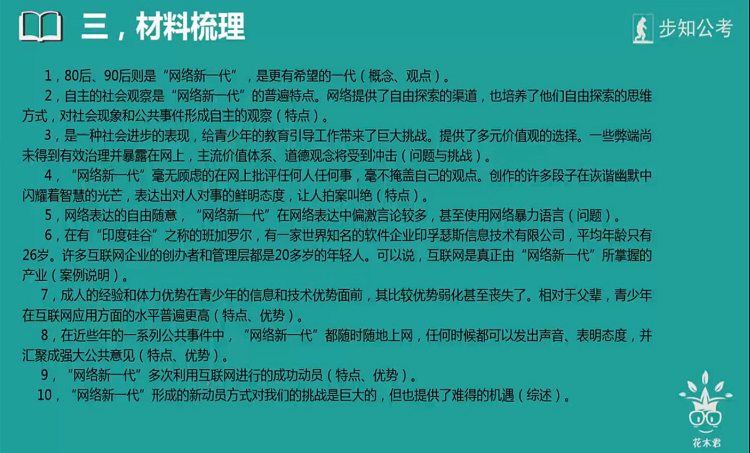 三，材料梳理
步知公考
1，80后、90后则是“网络新一代”，是更有希望的一代（概念、观点）。
2，自主的社会观察是“网络新一代”的普遍特点。网络提供了自由探索的渠道，也培养了他们自由探索的思维
方式，对社会现象和公共事件形成自主的观察（特点）。
3，是一种社会进步的表现，给青少年的教育引导工作带来了巨大挑战。提供了多元价值观的选择。一些弊端尚
未得到有效治理并暴露在网上，主流价值体系、道德观念将受到冲击（问题与挑战）。
4，“网络新一代”毫无顾虑的在网上批评任何人任何事，毫不掩盖自己的观点。创作的许多段子在诙谐幽默中
闪耀着智慧的光芒，表达出对人对事的鲜明态度，让人拍案叫绝（特点）。
5，网络表达的自由随意，“网络新一代”在网络表达中偏激言论较多，甚至使用网络暴力语言（问题）。
6，在有“印度硅谷”之称的班加罗尔，有一家世界知名的软件企业印孚瑟斯信息技术有限公司，平均年龄只有
26岁。许多互联网企业的创办者和管理层都是20多岁的年轻人。可以说，互联网是真正由“网络新一代”所掌握的
产业（案例说明）。
7，成人的经验和体力优势在青少年的信息和技术优势面前，其比较优势弱化甚至丧失了。相对于父辈，青少年
在互联网应用方面的水平普遍更高（特点、优势）。
8，在近些年的一系列公共事件中，“网络新一代”都随时随地上网，任何时候都可以发出声音、表明态度，并
汇聚成强大公共意见（特点、优势）。
9，“网络新一代”多次利用互联网进行的成功动员（特点、优势）。
10，“网络新一代”形成的新动员方式对我们的挑战是巨大的，但也提供了难得的机遇（综述）。
花木君